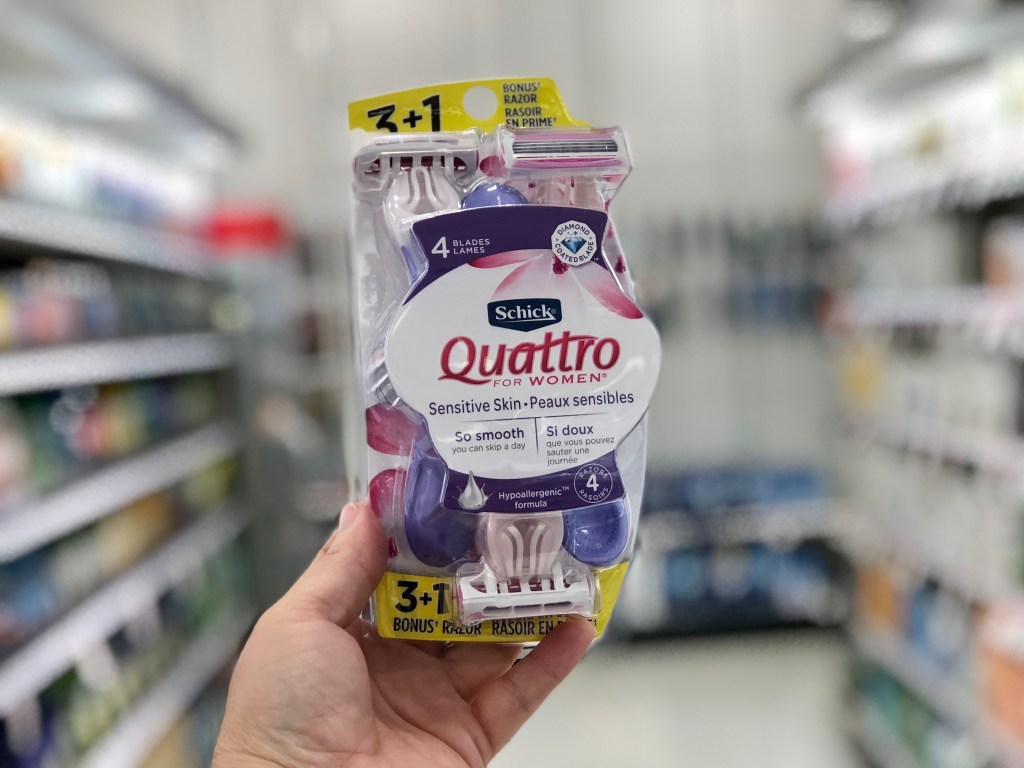 3+1
BONUS†
RAZOR
RASOIR
EN PRIME†
4 BLADES
LAMES
DIAMOND
COATED BLADE
Schick®
Quattro
FOR WOMEN®
Sensitive Skin • Peaux sensibles
So smooth
you can skip a day
Si doux
que vous pouvez
sauter une
journée
Hypoallergenic™
formula
RAZORS
4
RASOIRS
3+1
BONUS† RAZOR RASOIR EN PRIME